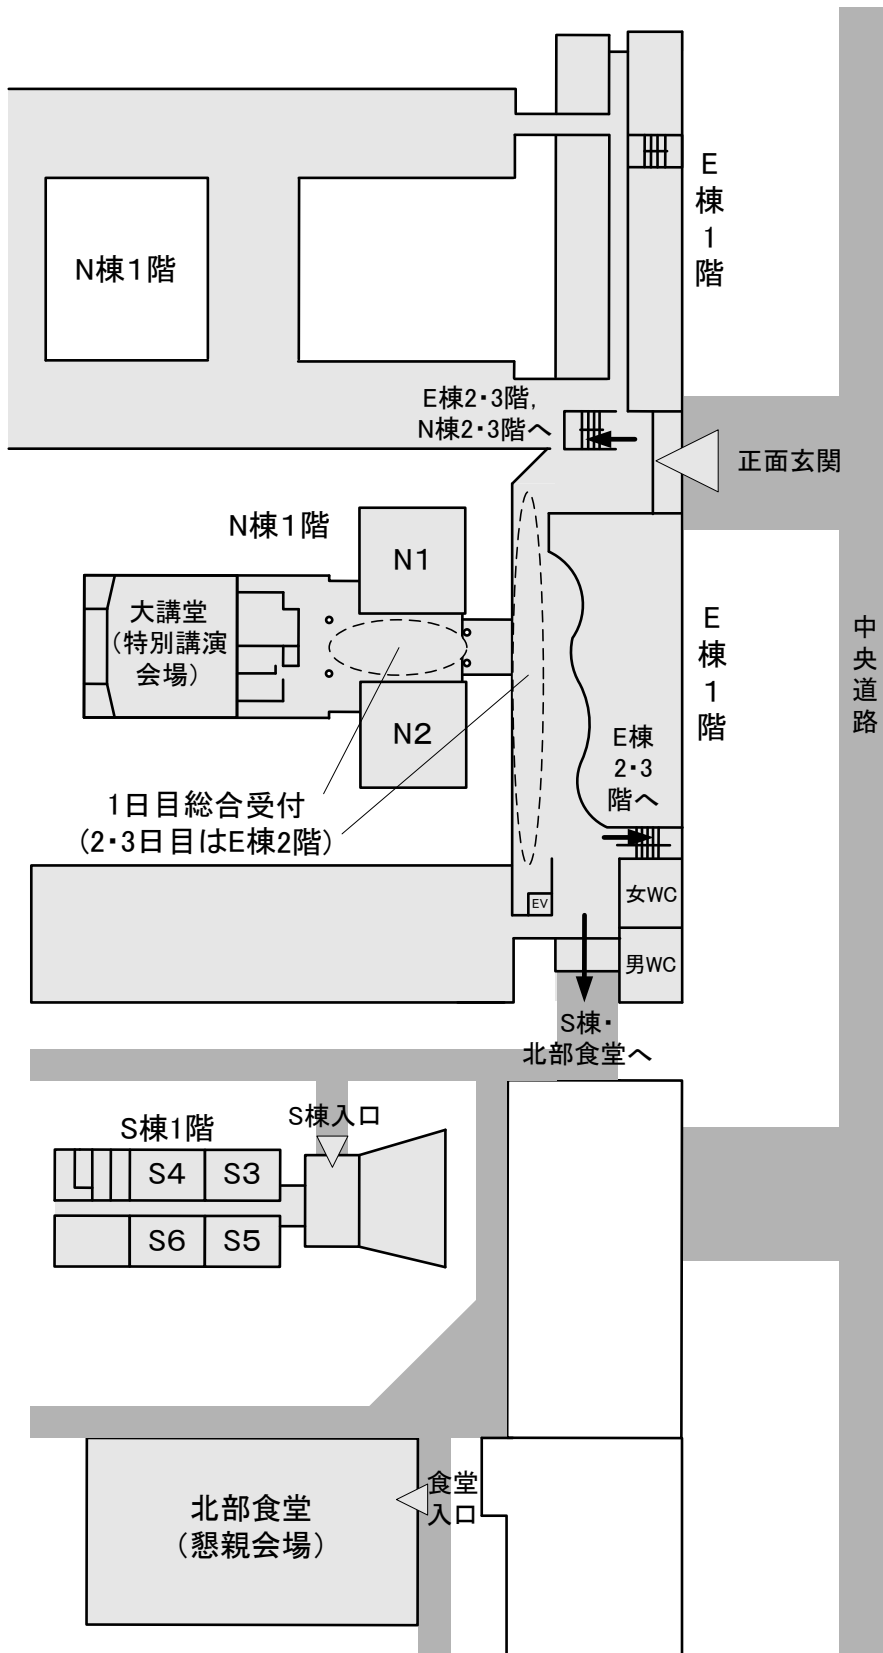 E
棟
1
階
N棟1階
E棟2・3階,
N棟2・3階へ
正面玄関
N棟1階
N1
大講堂
(特別講演
会場)
N2
E
棟
1
階
中
央
道
路
E棟
2・3
階へ
1日目総合受付
(2・3日目はE棟2階)
EV
女WC
男WC
S棟・
北部食堂へ
S棟入口
S棟1階
S4
S3
S6
S5
食堂
入口
北部食堂
(懇親会場)